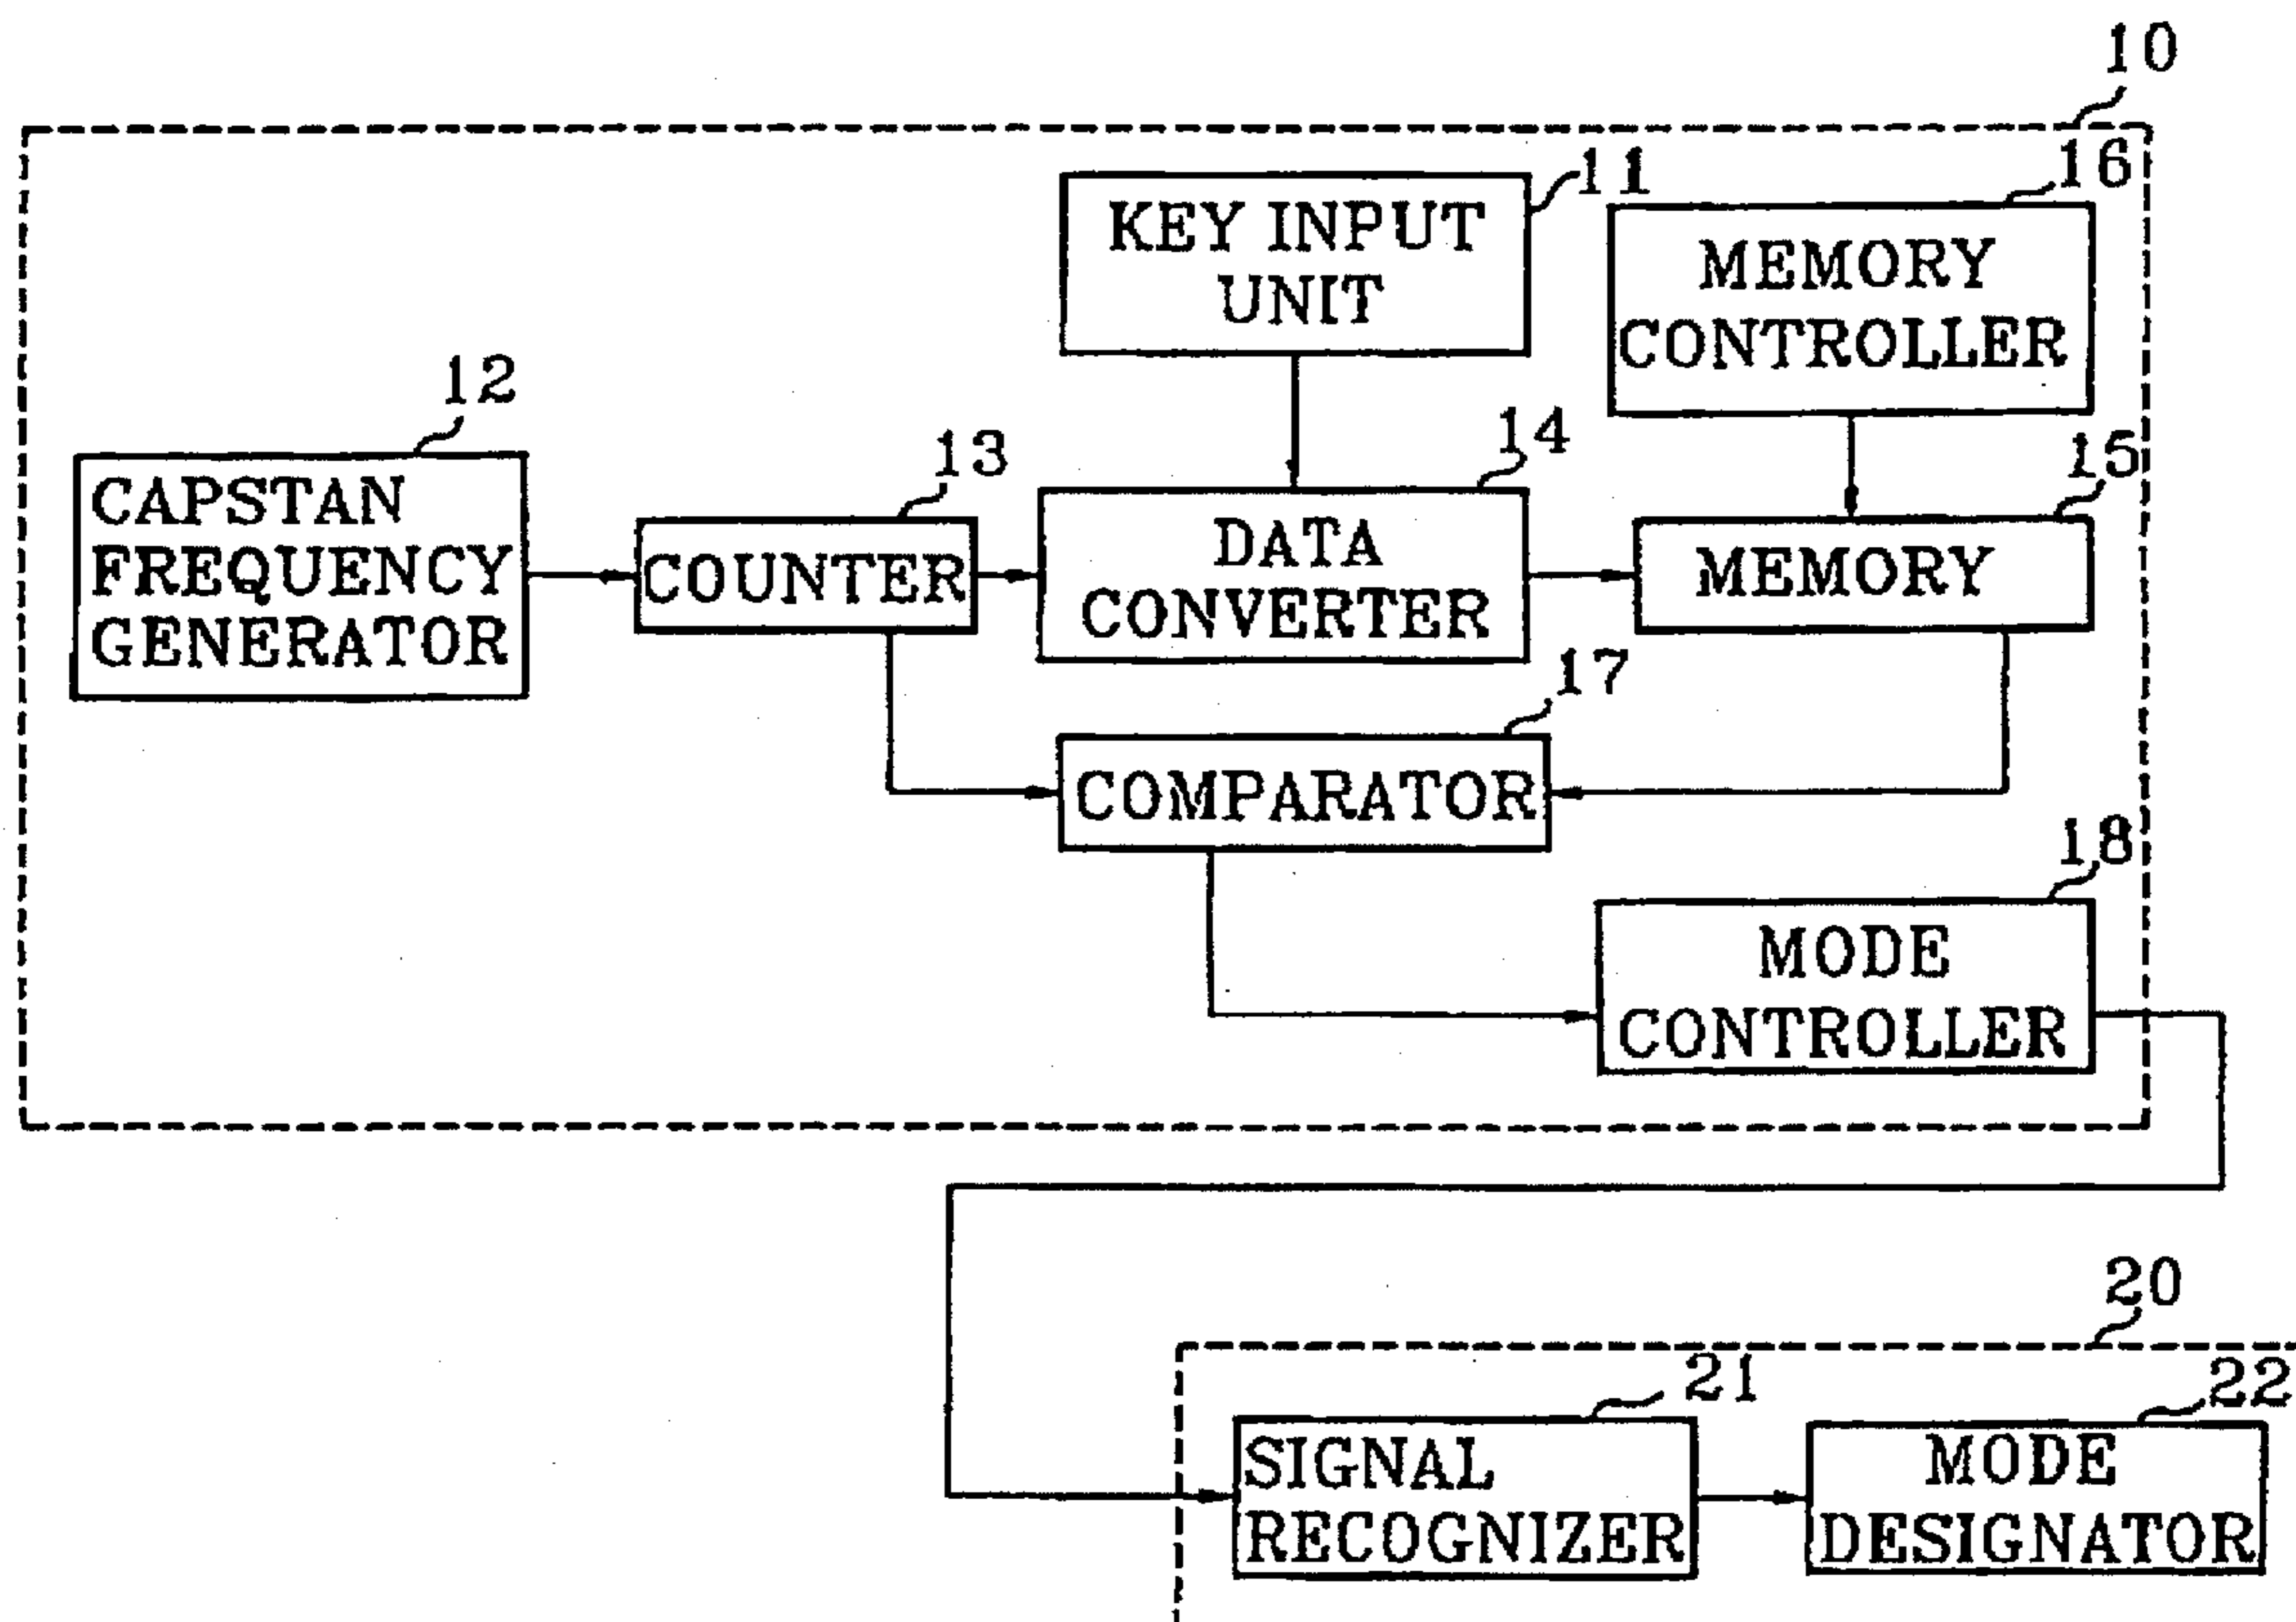 10
11
KEY INPUT
UNIT
16
MEMORY
CONTROLLER
12
CAPSTAN
FREQUENCY
GENERATOR
13
COUNTER
14
DATA
CONVERTER
15
MEMORY
17
COMPARATOR
18
MODE
CONTROLLER
20
21
SIGNAL
RECOGNIZER
22
MODE
DESIGNATOR